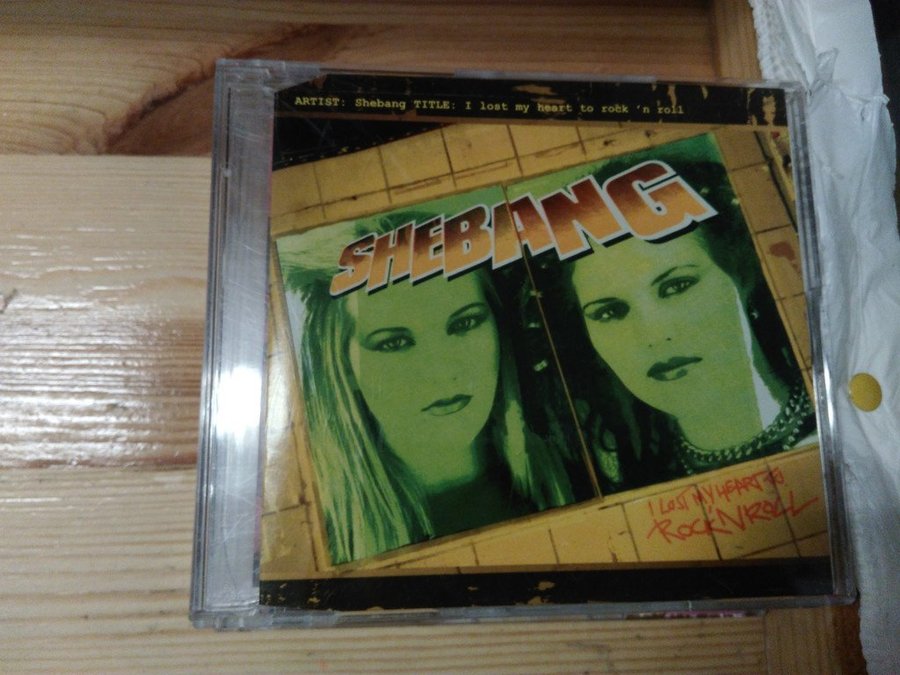 ARTIST: Shebang TITLE: I lost my heart to rock 'n roll
SHEBANG
I LOST MY HEART TO
ROCK'N'ROLL